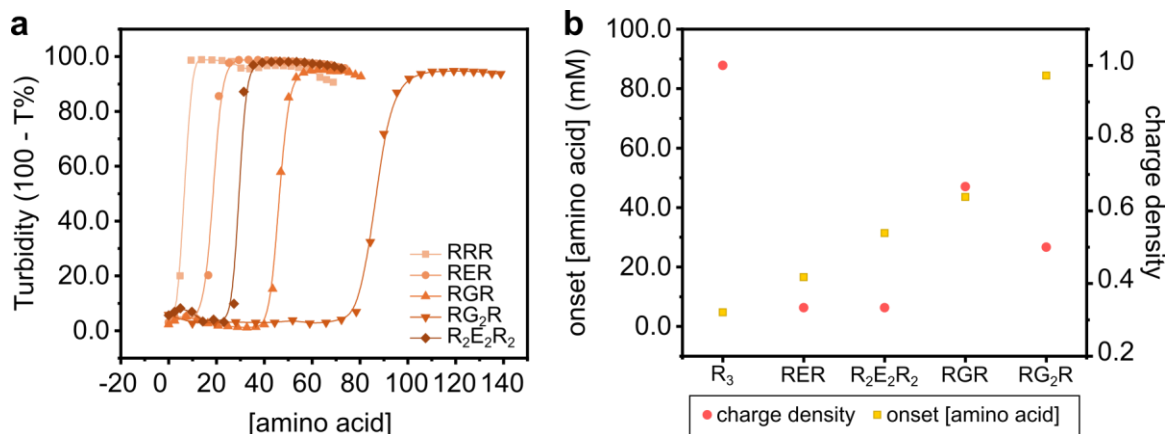 a
Turbidity (100 - T%)
100.0
80.0
60.0
40.0
20.0
0.0
-20 0 20 40 60 80 100 120 140
[amino acid]
RRR
RER
RGR
RG₂R
R₂E₂R₂
b
onset [amino acid] (mM)
100.0
80.0
60.0
40.0
20.0
0.0
1.0
0.8
0.6
0.4
0.2
charge density
R₃ RER R₂E₂R₂ RGR RG₂R
charge density onset [amino acid]